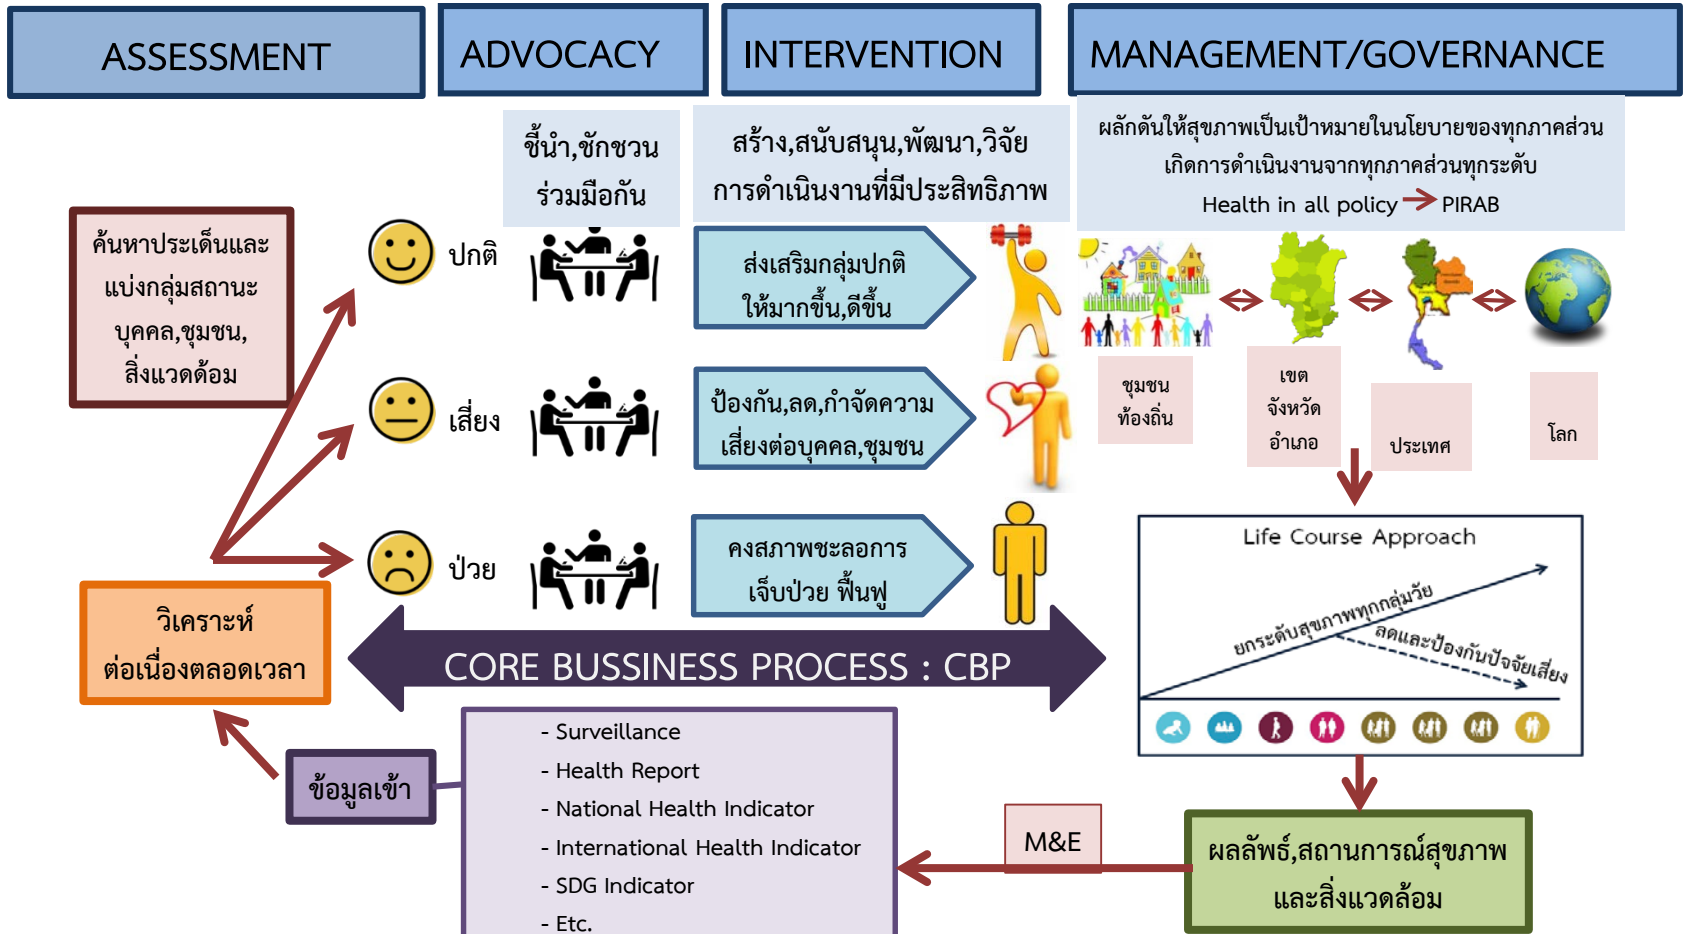 ASSESSMENT
ADVOCACY
INTERVENTION
MANAGEMENT/GOVERNANCE
ชี้นำ,ชักชวน
ร่วมมือกัน
สร้าง,สนับสนุน,พัฒนา,วิจัย
การดำเนินงานที่มีประสิทธิภาพ
ผลักดันให้สุขภาพเป็นเป้าหมายในนโยบายของทุกภาคส่วน
เกิดการดำเนินงานจากทุกภาคส่วนทุกระดับ
Health in all policy PIRAB
ค้นหาประเด็นและ
แบ่งกลุ่มสถานะ
บุคคล,ชุมชน,
สิ่งแวดด้อม
ปกติ
ส่งเสริมกลุ่มปกติ
ให้มากขึ้น,ดีขึ้น
เสี่ยง
ป้องกัน,ลด,กำจัดความ
เสี่ยงต่อบุคคล,ชุมชน
ป่วย
คงสภาพชะลอการ
เจ็บป่วย ฟื้นฟู
ชุมชน
ท้องถิ่น
เขต
จังหวัด
อำเภอ
ประเทศ
โลก
Life Course Approach
ยกระดับสุขภาพทุกกลุ่มวัย
ลดและป้องกันปัจจัยเสี่ยง
วิเคราะห์
ต่อเนื่องตลอดเวลา
CORE BUSSINESS PROCESS : CBP
ข้อมูลเข้า
- Surveillance
- Health Report
- National Health Indicator
- International Health Indicator
- SDG Indicator
- Etc.
M&E
ผลลัพธ์,สถานการณ์สุขภาพ
และสิ่งแวดล้อม